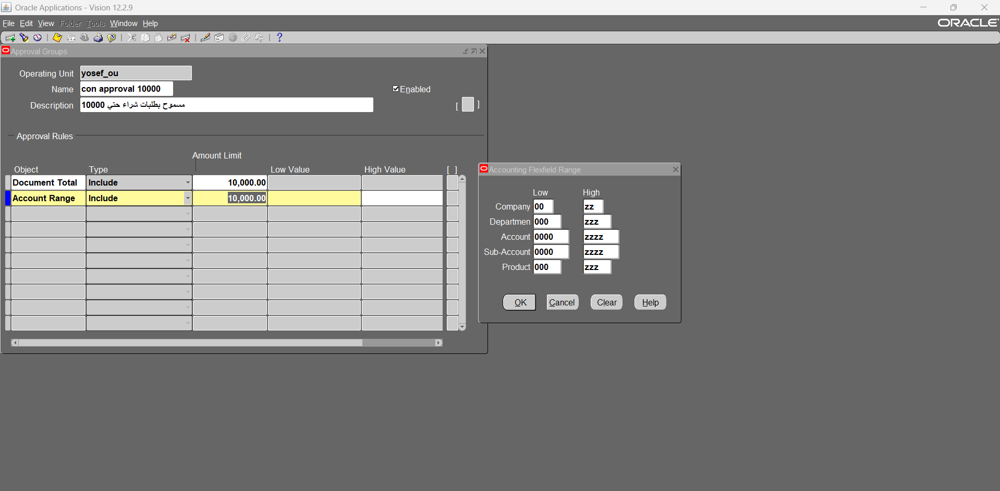 Oracle Applications - Vision 12.2.9
File Edit View Folder Tools Window Help
ORACLE
Approval Groups
Operating Unit yosef_ou
Name con approval 10000
Enabled
Description مسموح بطلبات شراء حتي 10000
[ ]
Approval Rules
Amount Limit
Object Type Low Value High Value [ ]
Document Total Include 10,000.00
Account Range Include 10,000.00
Accounting Flexfield Range
Low High
Company 00 zz
Departmen 000 zzz
Account 0000 zzzz
Sub-Account 0000 zzzz
Product 000 zzz
OK Cancel Clear Help